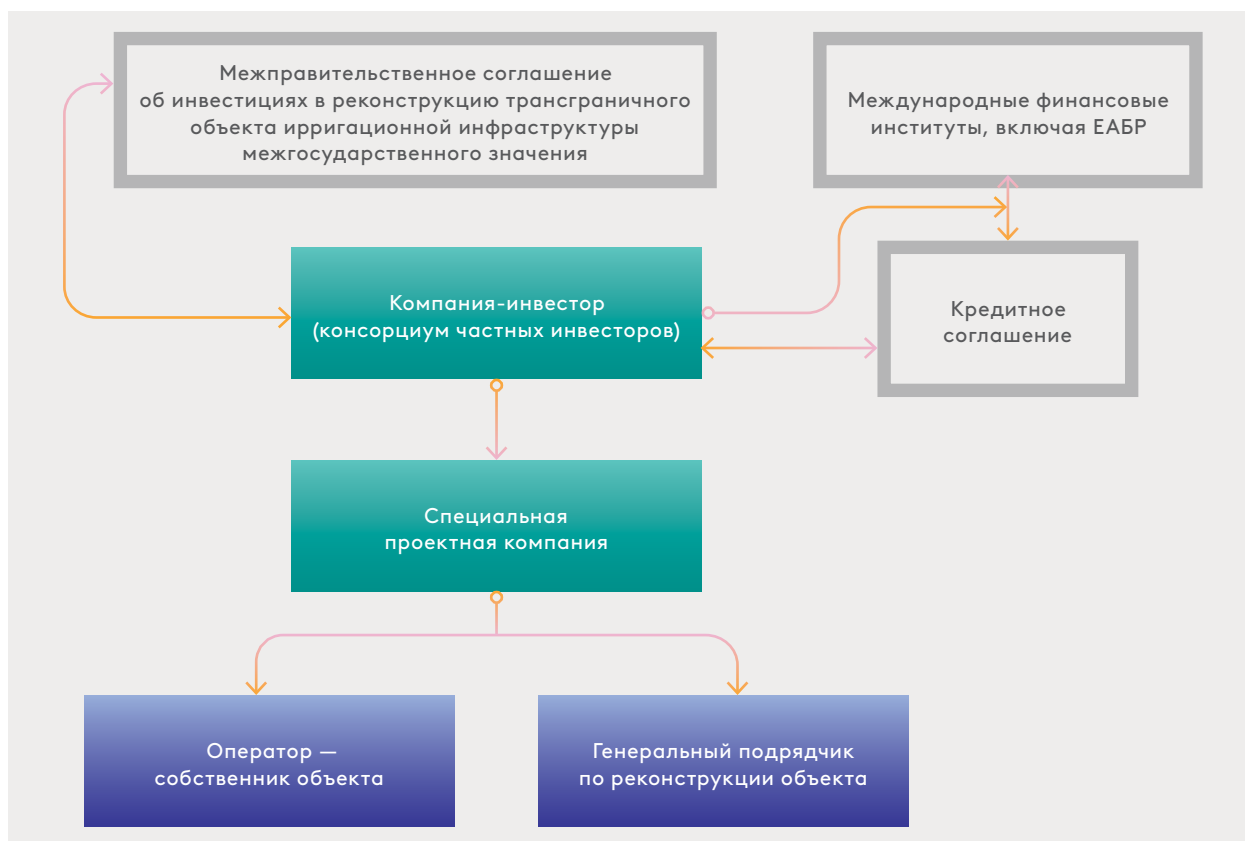 Межправительственное соглашение
об инвестициях в реконструкцию трансграничного
объекта ирригационной инфраструктуры
межгосударственного значения
Международные финансовые
институты, включая ЕАБР
Компания-инвестор
(консорциум частных инвесторов)
Кредитное
соглашение
Специальная
проектная компания
Оператор —
собственник объекта
Генеральный подрядчик
по реконструкции объекта